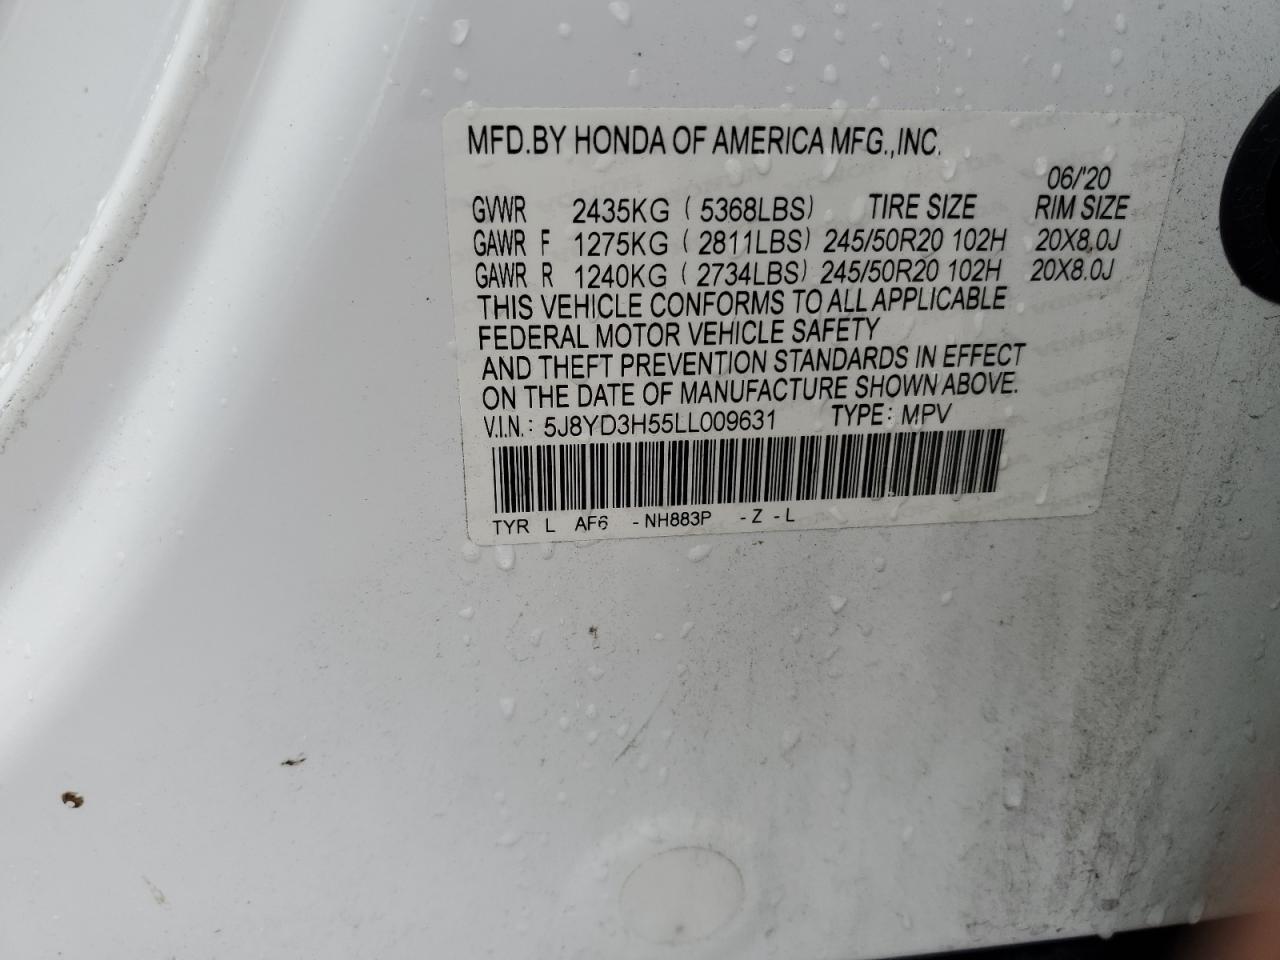 MFD.BY HONDA OF AMERICA MFG.,INC.
06/'20
GVWR 2435KG ( 5368LBS) TIRE SIZE RIM SIZE
GAWR F 1275KG ( 2811LBS) 245/50R20 102H 20X8.0J
GAWR R 1240KG ( 2734LBS) 245/50R20 102H 20X8.0J
THIS VEHICLE CONFORMS TO ALL APPLICABLE
FEDERAL MOTOR VEHICLE SAFETY
AND THEFT PREVENTION STANDARDS IN EFFECT
ON THE DATE OF MANUFACTURE SHOWN ABOVE.
V.I.N.: 5J8YD3H55LL009631 TYPE: MPV
TYR L AF6 - NH883P - Z - L